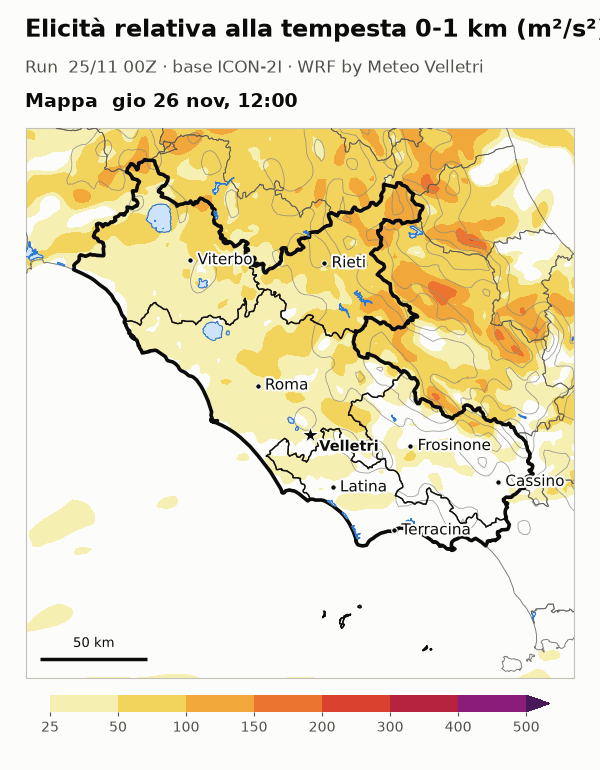 Elicità relativa alla tempesta 0-1 km (m²/s²)
Run 25/11 00Z · base ICON-2I · WRF by Meteo Velletri
Mappa gio 26 nov, 12:00
Viterbo
Rieti
Roma
Velletri
Frosinone
Latina
Cassino
Terracina
50 km
25 50 100 150 200 300 400 500